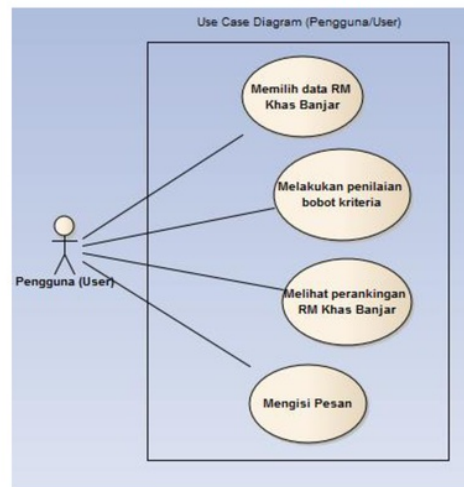 Use Case Diagram (Pengguna/User)
Memilih data RM
Khas Banjar
Melakukan penilaian
bobot kriteria
Pengguna (User)
Melihat perankingan
RM Khas Banjar
Mengisi Pesan